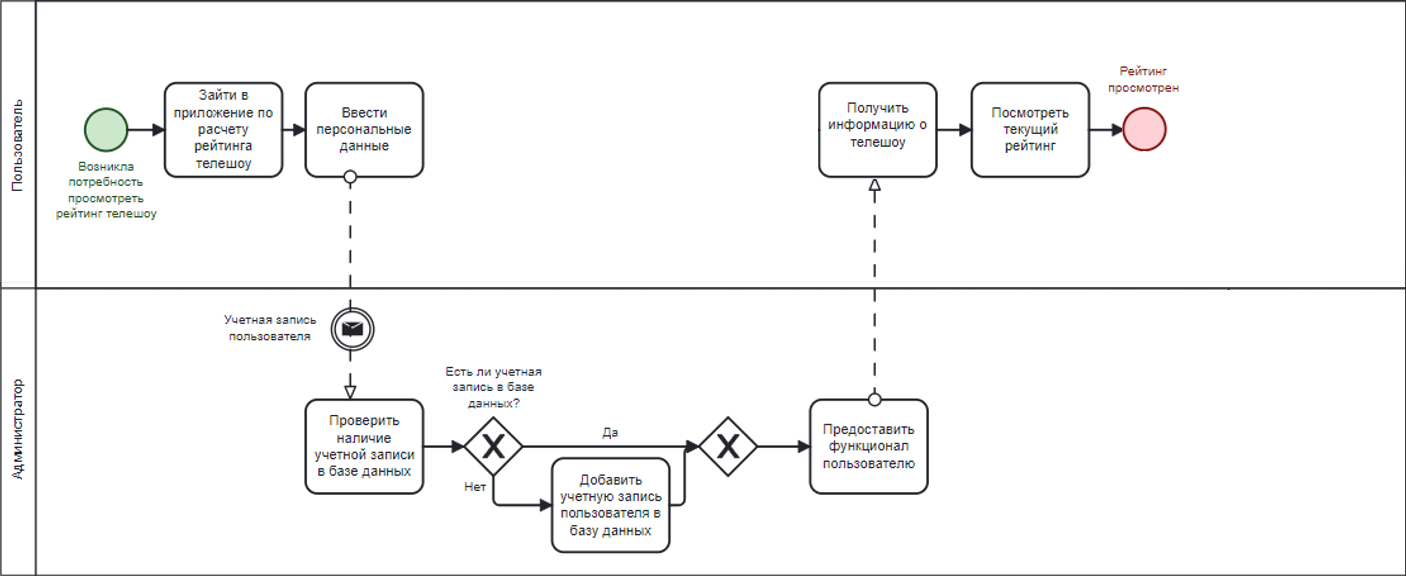 Пользователь
Возникла
потребность
просмотреть
рейтинг телешоу
Зайти в
приложение по
расчету
рейтинга
телешоу
Ввести
персональные
данные
Получить
информацию о
телешоу
Посмотреть
текущий
рейтинг
Рейтинг
просмотрен
Администратор
Учетная запись
пользователя
Проверить
наличие
учетной записи
в базе данных
Есть ли учетная
запись в базе
данных?
Да
Нет
Добавить
учетную запись
пользователя в
базу данных
Предоставить
функционал
пользователю